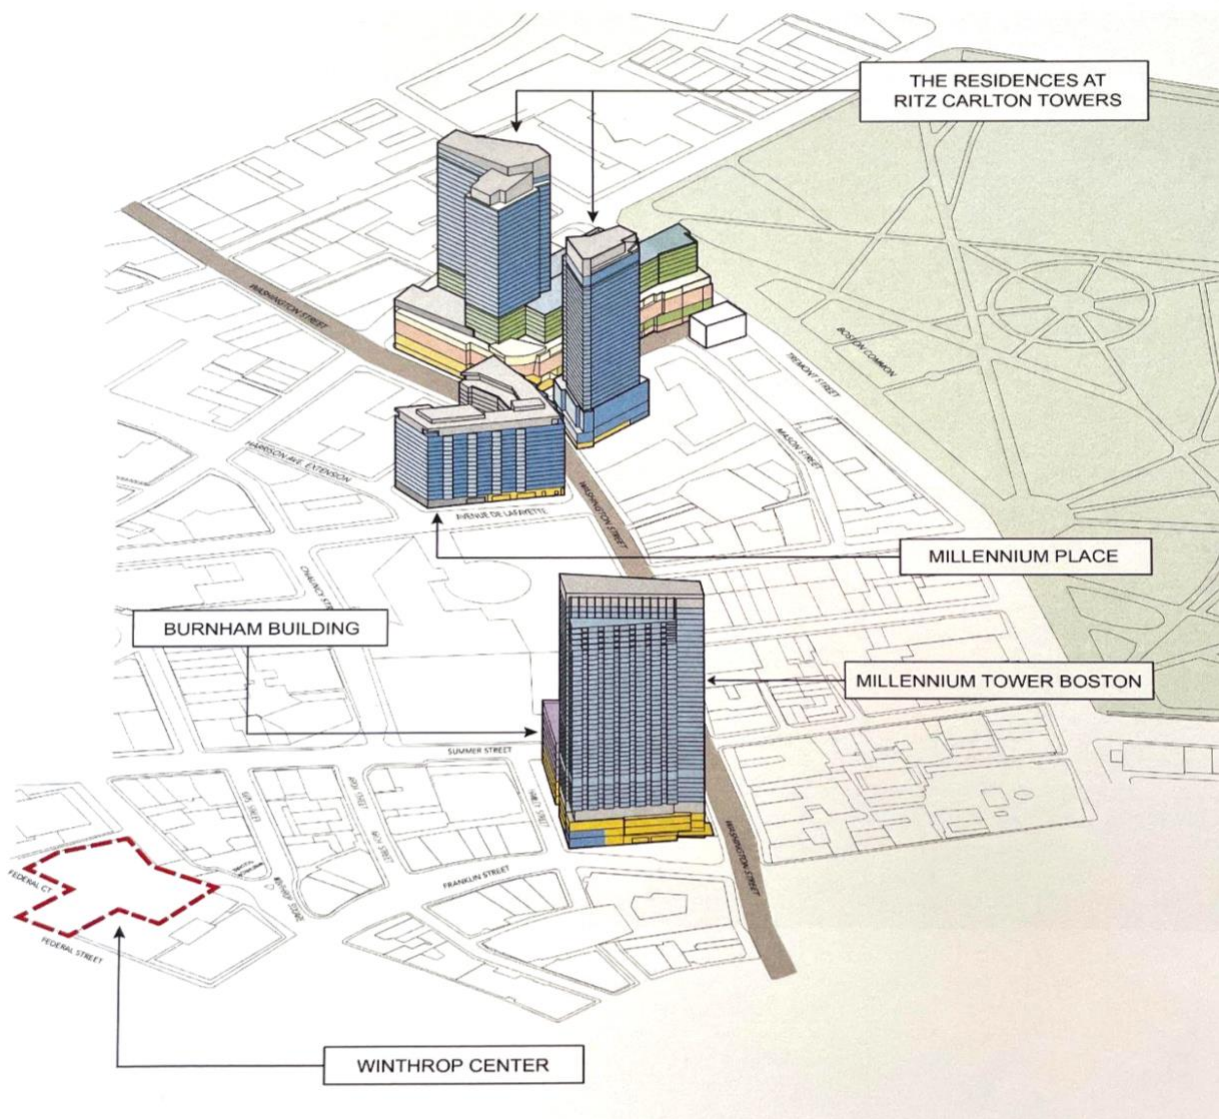 THE RESIDENCES AT
RITZ CARLTON TOWERS
WASHINGTON STREET
BOSTON COMMON
TREMONT STREET
MASON STREET
HARRISON AVE. EXTENSION
WASHINGTON STREET
AVENUE DE LAFAYETTE
MILLENNIUM PLACE
CHAUNCY
BURNHAM BUILDING
MILLENNIUM TOWER BOSTON
SUMMER STREET
STREET
STREET
HAWLEY STREET
WASHINGTON STREET
FRANKLIN STREET
FEDERAL CT
FEDERAL STREET
WINTHROP CENTER